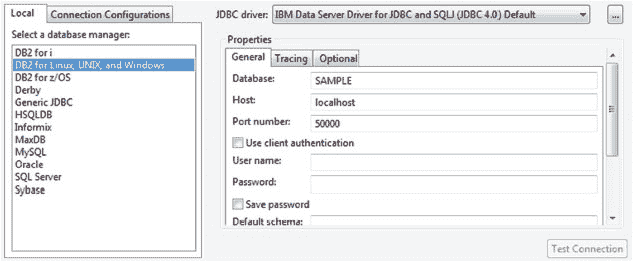 Local
Connection Configurations
Select a database manager:
DB2 for i
DB2 for Linux, UNIX, and Windows
DB2 for z/OS
Derby
Generic JDBC
HSQLDB
Informix
MaxDB
MySQL
Oracle
SQL Server
Sybase
JDBC driver: IBM Data Server Driver for JDBC and SQLJ (JDBC 4.0) Default ...
Properties
General Tracing Optional
Database: SAMPLE
Host: localhost
Port number: 50000
Use client authentication
User name:
Password:
Save password
Default schema:
Test Connection